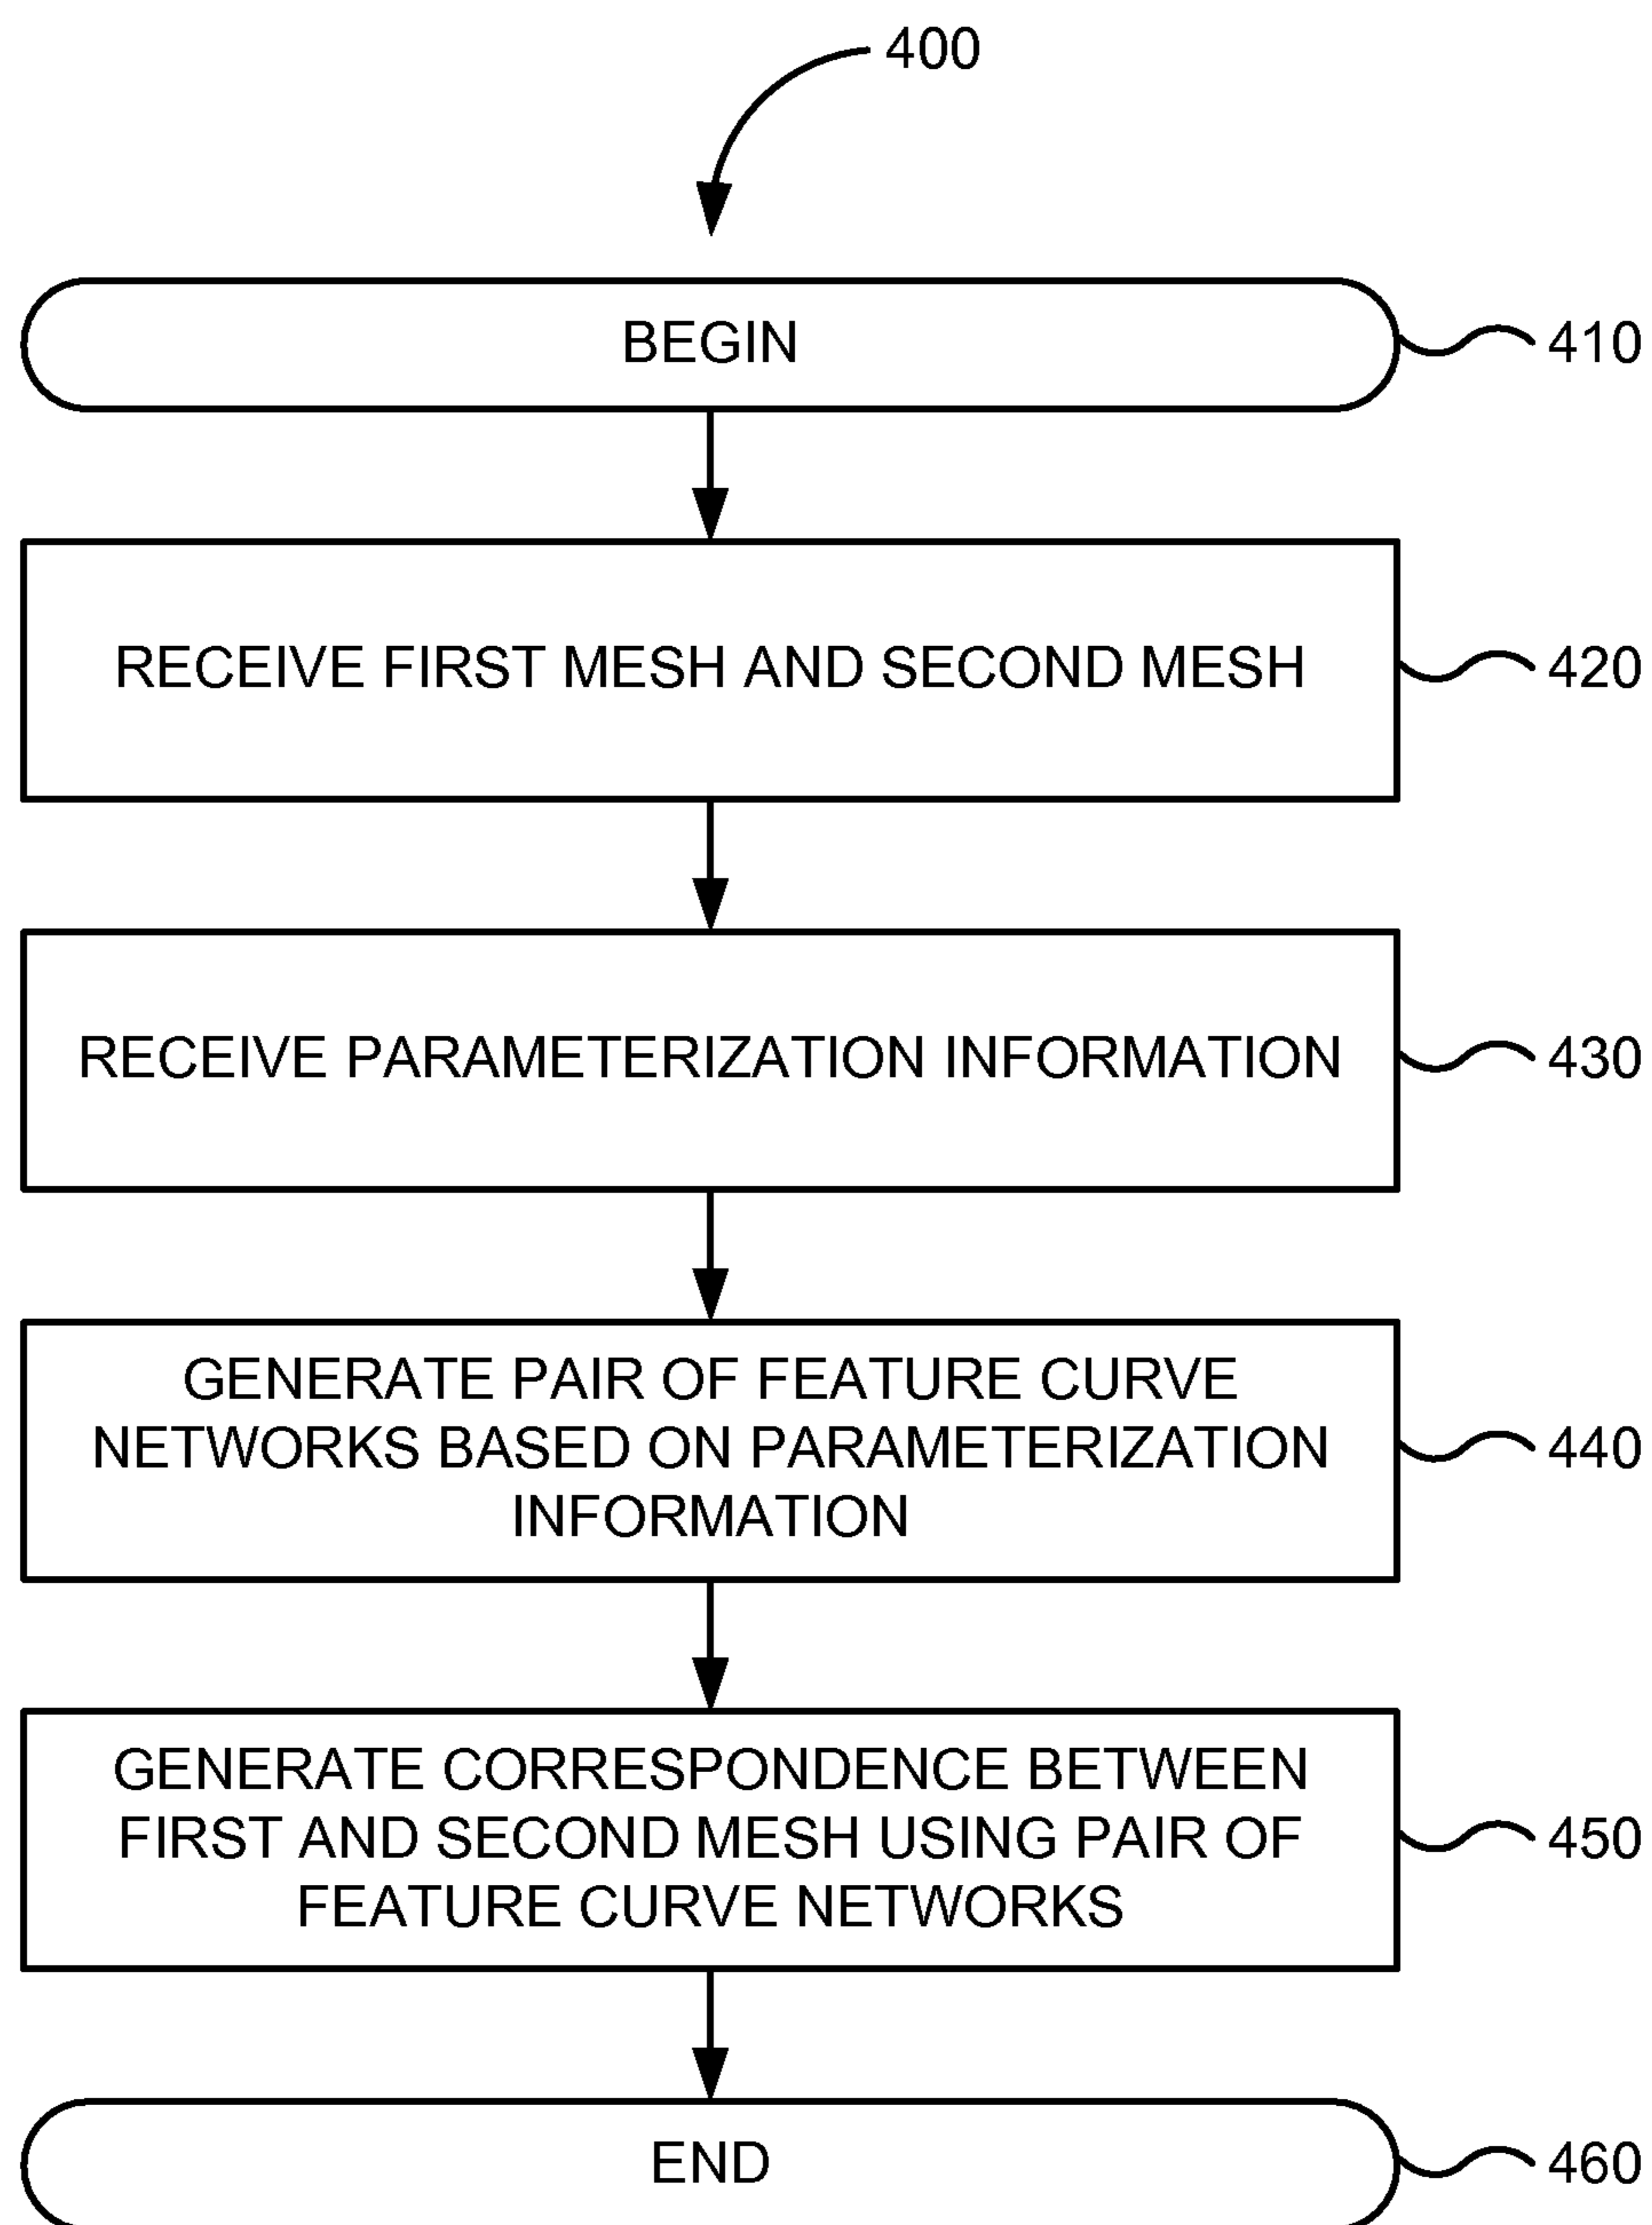 400
BEGIN
410
RECEIVE FIRST MESH AND SECOND MESH
420
RECEIVE PARAMETERIZATION INFORMATION
430
GENERATE PAIR OF FEATURE CURVE
NETWORKS BASED ON PARAMETERIZATION
INFORMATION
440
GENERATE CORRESPONDENCE BETWEEN
FIRST AND SECOND MESH USING PAIR OF
FEATURE CURVE NETWORKS
450
END
460